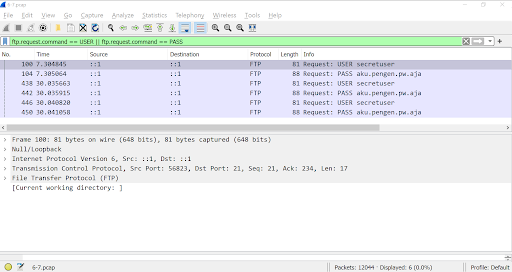 6-7.pcap
File Edit View Go Capture Analyze Statistics Telephony Wireless Tools Help
ftp.request.command == USER || ftp.request.command == PASS
No. Time Source Destination Protocol Length Info
100 7.304845 ::1 ::1 FTP 81 Request: USER secretuser
104 7.305064 ::1 ::1 FTP 88 Request: PASS aku.pengen.pw.aja
438 30.035663 ::1 ::1 FTP 81 Request: USER secretuser
442 30.035915 ::1 ::1 FTP 88 Request: PASS aku.pengen.pw.aja
446 30.040820 ::1 ::1 FTP 81 Request: USER secretuser
450 30.041058 ::1 ::1 FTP 88 Request: PASS aku.pengen.pw.aja
Frame 100: 81 bytes on wire (648 bits), 81 bytes captured (648 bits)
Null/Loopback
Internet Protocol Version 6, Src: ::1, Dst: ::1
Transmission Control Protocol, Src Port: 56823, Dst Port: 21, Seq: 21, Ack: 234, Len: 17
File Transfer Protocol (FTP)
[Current working directory: ]
6-7.pcap Packets: 12044 · Displayed: 6 (0.0%) Profile: Default